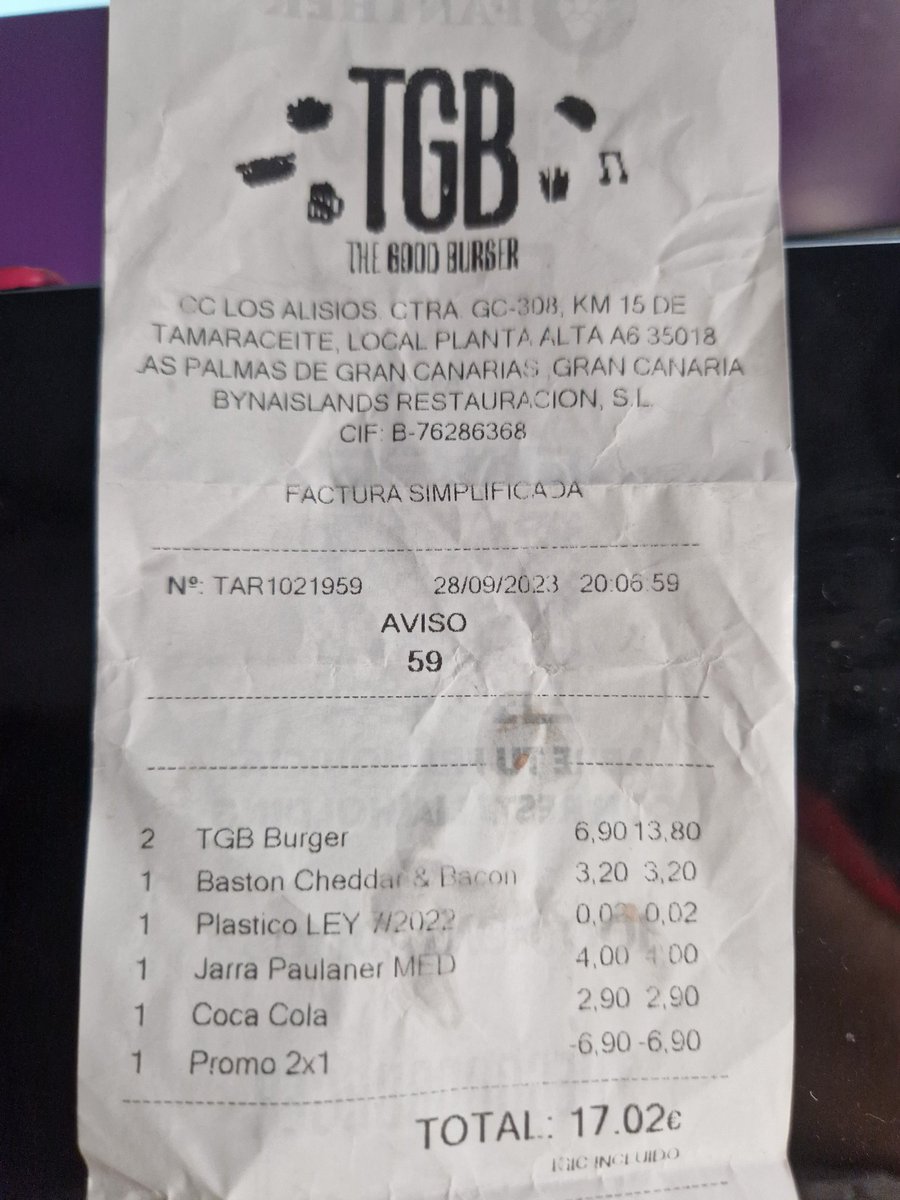 TGB
THE GOOD BURGER
CC LOS ALISIOS. CTRA. GC-308, KM 15 DE
TAMARACEITE, LOCAL PLANTA ALTA A6 35018
AS PALMAS DE GRAN CANARIAS ,GRAN CANARIA
BYNAISLANDS RESTAURACION, S.L.
CIF: B-76286368
FACTURA SIMPLIFICADA
Nº: TAR1021959 28/09/2023 20:06:59
AVISO
59
2 TGB Burger 6,90 13,80
1 Baston Cheddar & Bacon 3,20 3,20
1 Plastico LEY 7/2022 0,02 0,02
1 Jarra Paulaner MED 4,00 4,00
1 Coca Cola 2,90 2,90
1 Promo 2x1 -6,90 -6,90
TOTAL: 17.02€
IGIC INCLUIDO